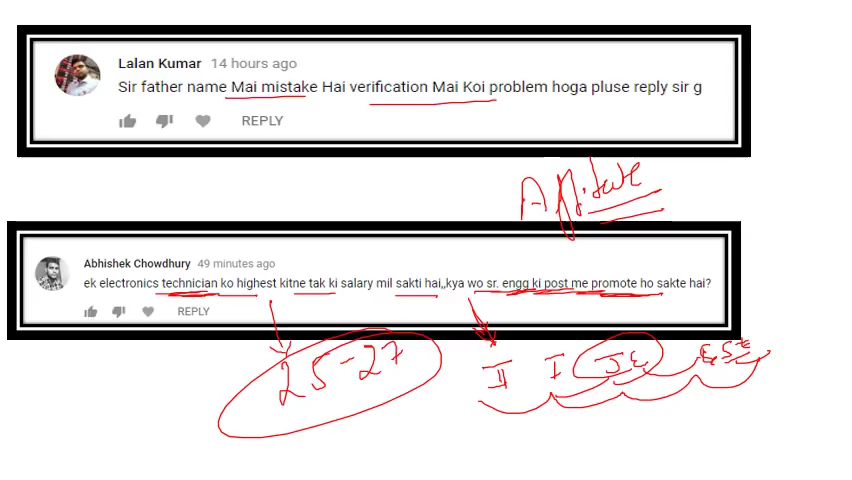 Lalan Kumar 14 hours ago
Sir father name Mai mistake Hai verification Mai Koi problem hoga pluse reply sir g
REPLY
Abhishek Chowdhury 49 minutes ago
ek electronics technician ko highest kitne tak ki salary mil sakti hai,,kya wo sr. engg ki post me promote ho sakte hai?
REPLY
25-27
II I JE